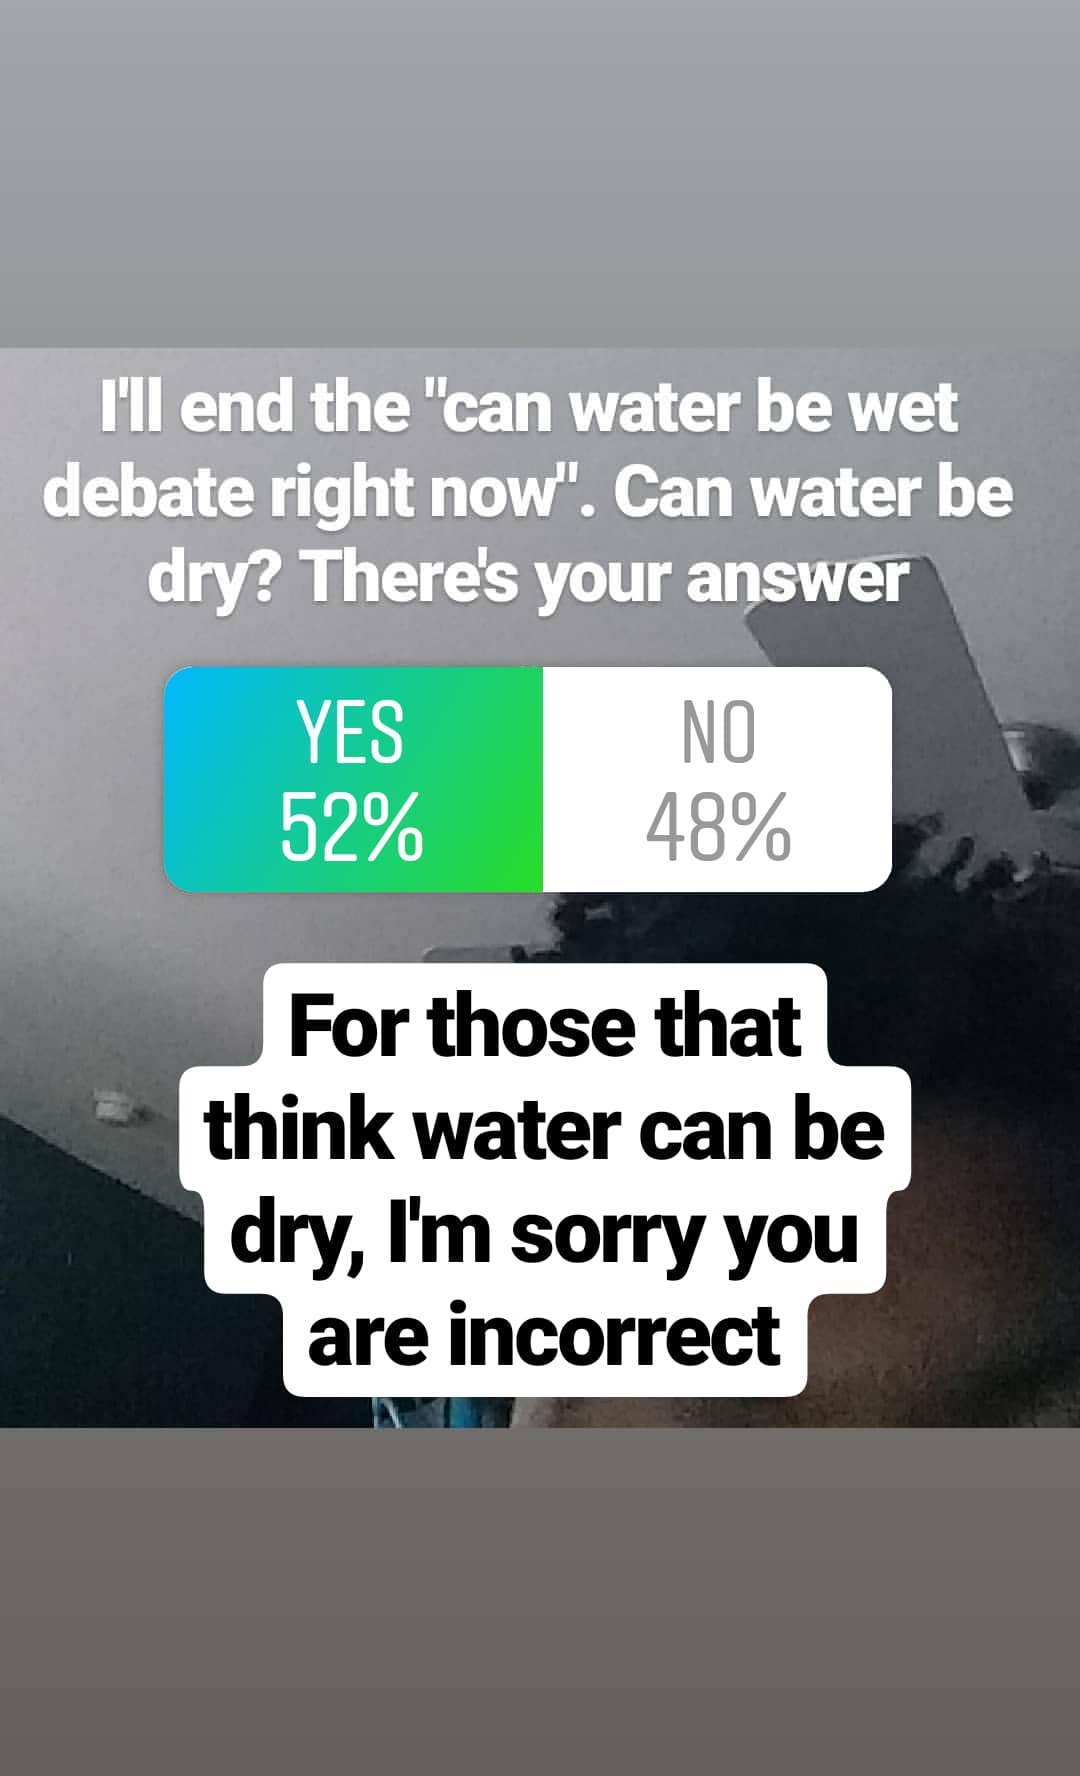 I'll end the "can water be wet
debate right now". Can water be
dry? There's your answer
YES
NO
52%
48%
For those that
think water can be
dry, I'm sorry you
are incorrect